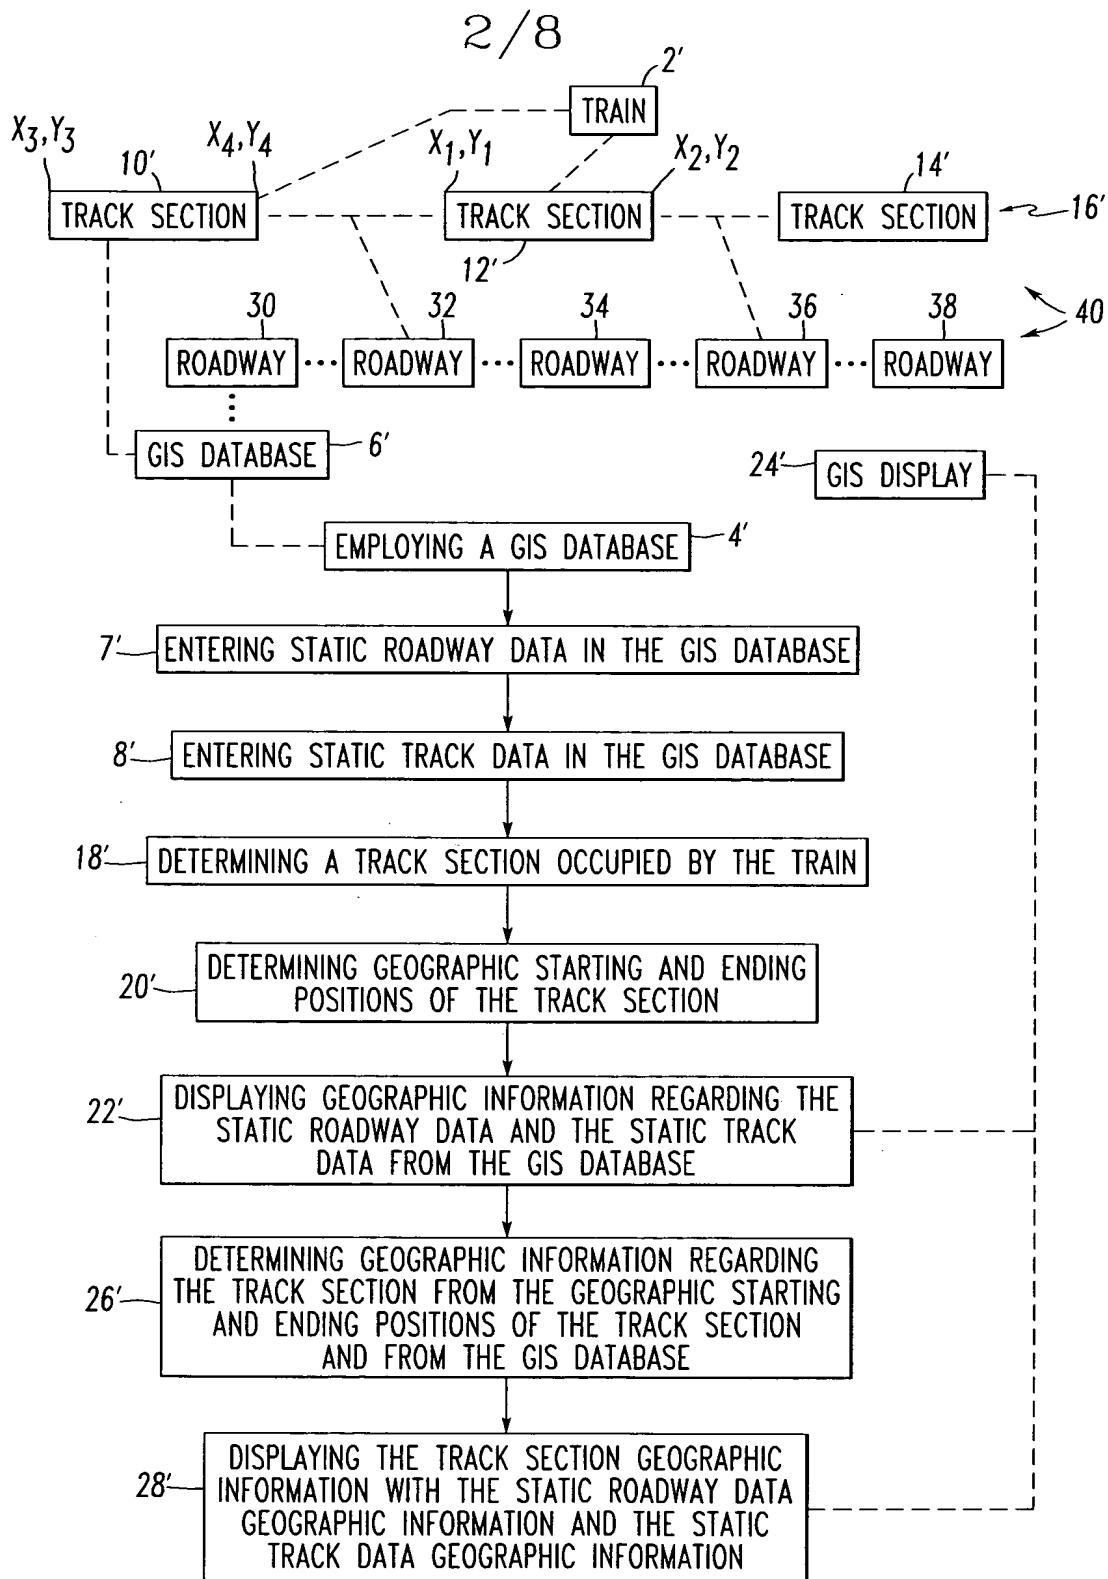 2/8
2'
TRAIN
X3,Y3
10'
X4,Y4
X1,Y1
X2,Y2
14'
TRACK SECTION
TRACK SECTION
TRACK SECTION
16'
12'
30
32
34
36
38
40
ROADWAY ••• ROADWAY ••• ROADWAY ••• ROADWAY ••• ROADWAY
GIS DATABASE
6'
24'
GIS DISPLAY
EMPLOYING A GIS DATABASE
4'
7'
ENTERING STATIC ROADWAY DATA IN THE GIS DATABASE
8'
ENTERING STATIC TRACK DATA IN THE GIS DATABASE
18'
DETERMINING A TRACK SECTION OCCUPIED BY THE TRAIN
20'
DETERMINING GEOGRAPHIC STARTING AND ENDING
POSITIONS OF THE TRACK SECTION
22'
DISPLAYING GEOGRAPHIC INFORMATION REGARDING THE
STATIC ROADWAY DATA AND THE STATIC TRACK
DATA FROM THE GIS DATABASE
26'
DETERMINING GEOGRAPHIC INFORMATION REGARDING
THE TRACK SECTION FROM THE GEOGRAPHIC STARTING
AND ENDING POSITIONS OF THE TRACK SECTION
AND FROM THE GIS DATABASE
28'
DISPLAYING THE TRACK SECTION GEOGRAPHIC
INFORMATION WITH THE STATIC ROADWAY DATA
GEOGRAPHIC INFORMATION AND THE STATIC
TRACK DATA GEOGRAPHIC INFORMATION